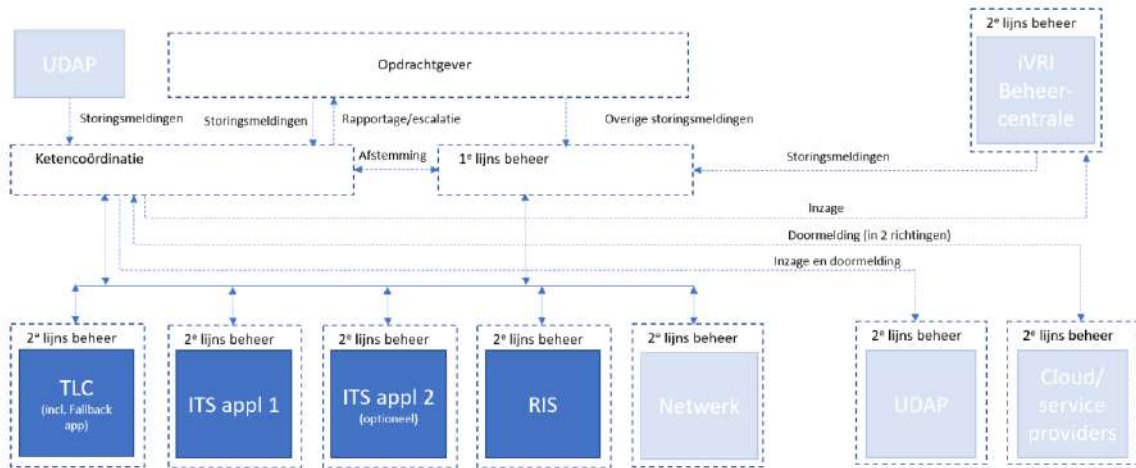 2e lijns beheer
UDAP
Opdrachtgever
iVRI
Beheer-
centrale
Storingsmeldingen
Storingsmeldingen
Rapportage/escalatie
Overige storingsmeldingen
Ketencoördinatie
Afstemming
1e lijns beheer
Storingsmeldingen
Inzage
Doormelding (in 2 richtingen)
Inzage en doormelding
2e lijns beheer
TLC
(incl. Fallback
app)
2e lijns beheer
ITS appl 1
2e lijns beheer
ITS appl 2
(optioneel)
2e lijns beheer
RIS
2e lijns beheer
Netwerk
2e lijns beheer
UDAP
2e lijns beheer
Cloud/
service
providers